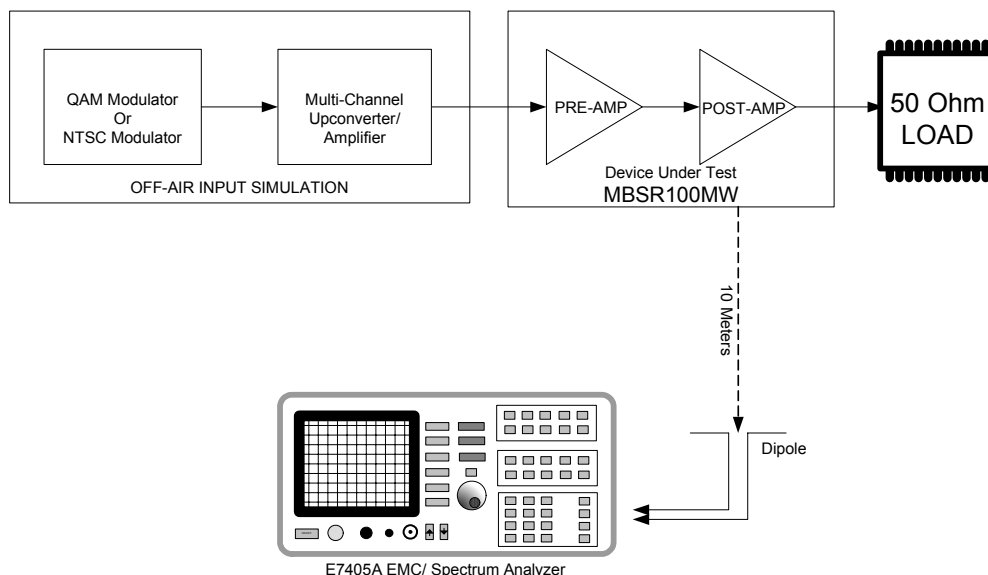 QAM Modulator
Or
NTSC Modulator
Multi-Channel
Upconverter/
Amplifier
OFF-AIR INPUT SIMULATION
PRE-AMP
POST-AMP
Device Under Test
MBSR100MW
50 Ohm
LOAD
10 Meters
Dipole
E7405A EMC/ Spectrum Analyzer